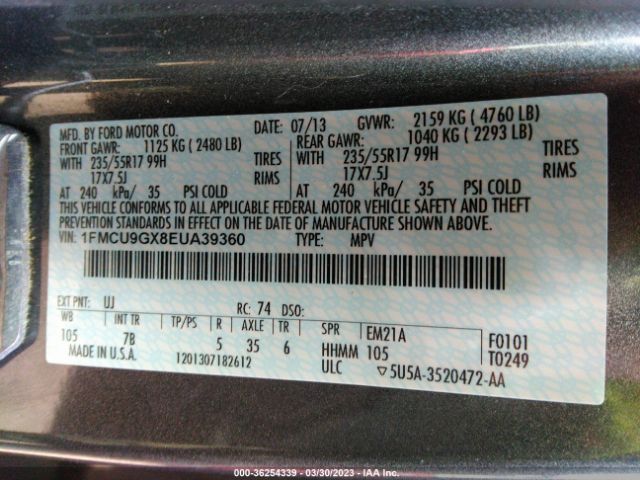 MFD. BY FORD MOTOR CO. DATE: 07/13 GVWR: 2159 KG ( 4760 LB)
FRONT GAWR: 1125 KG ( 2480 LB) REAR GAWR: 1040 KG ( 2293 LB)
WITH 235/55R17 99H TIRES WITH 235/55R17 99H TIRES
17X7.5J RIMS 17X7.5J RIMS
AT 240 kPa/ 35 PSI COLD AT 240 kPa/ 35 PSI COLD
THIS VEHICLE CONFORMS TO ALL APPLICABLE FEDERAL MOTOR VEHICLE SAFETY AND THEFT
PREVENTION STANDARDS IN EFFECT ON THE DATE OF MANUFACTURE SHOWN ABOVE.
VIN: 1FMCU9GX8EUA39360 TYPE: MPV
EXT PNT: UJ RC: 74 DSO:
WB INT TR TP/PS R AXLE TR SPR EM21A F0101
105 7B 5 35 6 HHMM 105 T0249
MADE IN U.S.A. 1201307182612 ULC ▽5U5A-3520472-AA
000-36254339 - 03/30/2023 - IAA Inc.